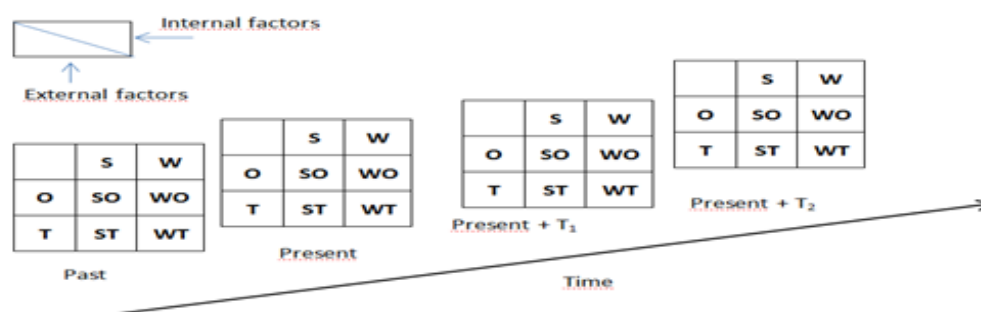 Internal factors
External factors
S W
O SO WO
T ST WT
Past
S W
O SO WO
T ST WT
Present
S W
O SO WO
T ST WT
Present + T₁
S W
O SO WO
T ST WT
Present + T₂
Time